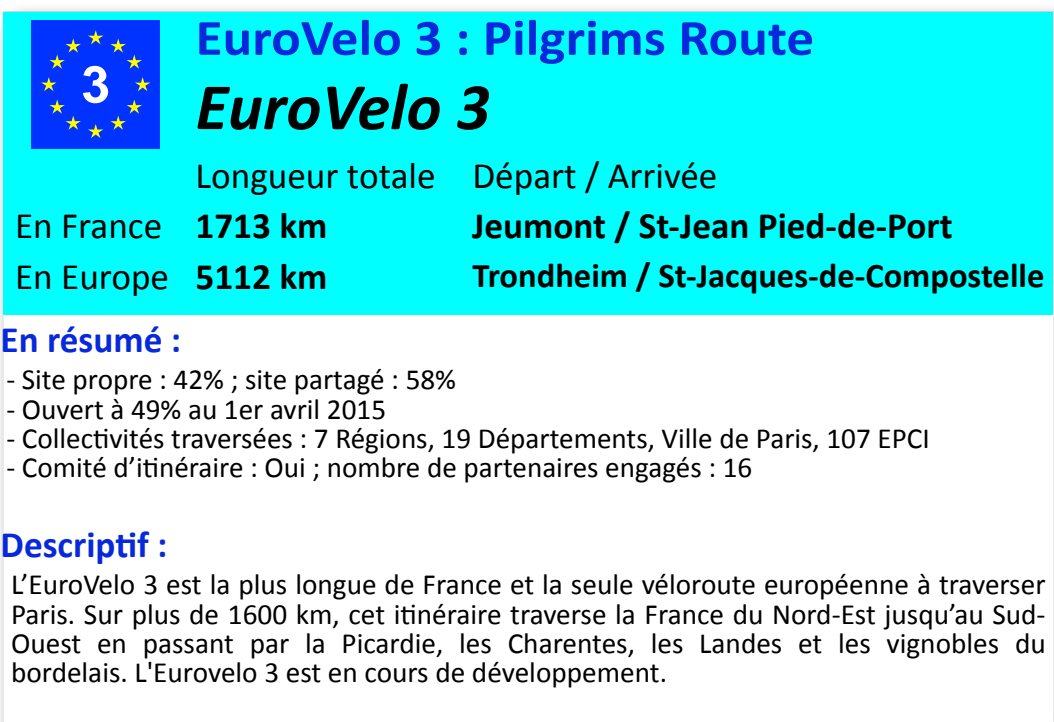 3
EuroVelo 3 : Pilgrims Route
EuroVelo 3
Longueur totale Départ / Arrivée
En France 1713 km Jeumont / St-Jean Pied-de-Port
En Europe 5112 km Trondheim / St-Jacques-de-Compostelle
En résumé :
- Site propre : 42% ; site partagé : 58%
- Ouvert à 49% au 1er avril 2015
- Collectivités traversées : 7 Régions, 19 Départements, Ville de Paris, 107 EPCI
- Comité d’itinéraire : Oui ; nombre de partenaires engagés : 16
Descriptif :
L’EuroVelo 3 est la plus longue de France et la seule véloroute européenne à traverser
Paris. Sur plus de 1600 km, cet itinéraire traverse la France du Nord-Est jusqu’au Sud-
Ouest en passant par la Picardie, les Charentes, les Landes et les vignobles du
bordelais. L'Eurovelo 3 est en cours de développement.